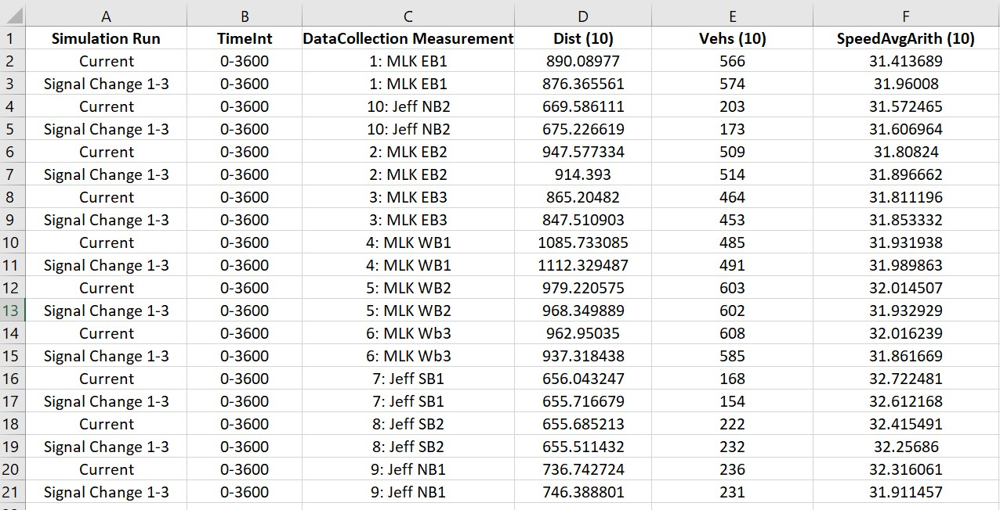 A B C D E F
1 Simulation Run TimeInt DataCollection Measurement Dist (10) Vehs (10) SpeedAvgArith (10)
2 Current 0-3600 1: MLK EB1 890.08977 566 31.413689
3 Signal Change 1-3 0-3600 1: MLK EB1 876.365561 574 31.96008
4 Current 0-3600 10: Jeff NB2 669.586111 203 31.572465
5 Signal Change 1-3 0-3600 10: Jeff NB2 675.226619 173 31.606964
6 Current 0-3600 2: MLK EB2 947.577334 509 31.80824
7 Signal Change 1-3 0-3600 2: MLK EB2 914.393 514 31.896662
8 Current 0-3600 3: MLK EB3 865.20482 464 31.811196
9 Signal Change 1-3 0-3600 3: MLK EB3 847.510903 453 31.853332
10 Current 0-3600 4: MLK WB1 1085.733085 485 31.931938
11 Signal Change 1-3 0-3600 4: MLK WB1 1112.329487 491 31.989863
12 Current 0-3600 5: MLK WB2 979.220575 603 32.014507
13 Signal Change 1-3 0-3600 5: MLK WB2 968.349889 602 31.932929
14 Current 0-3600 6: MLK Wb3 962.95035 608 32.016239
15 Signal Change 1-3 0-3600 6: MLK Wb3 937.318438 585 31.861669
16 Current 0-3600 7: Jeff SB1 656.043247 168 32.722481
17 Signal Change 1-3 0-3600 7: Jeff SB1 655.716679 154 32.612168
18 Current 0-3600 8: Jeff SB2 655.685213 222 32.415491
19 Signal Change 1-3 0-3600 8: Jeff SB2 655.511432 232 32.25686
20 Current 0-3600 9: Jeff NB1 736.742724 236 32.316061
21 Signal Change 1-3 0-3600 9: Jeff NB1 746.388801 231 31.911457